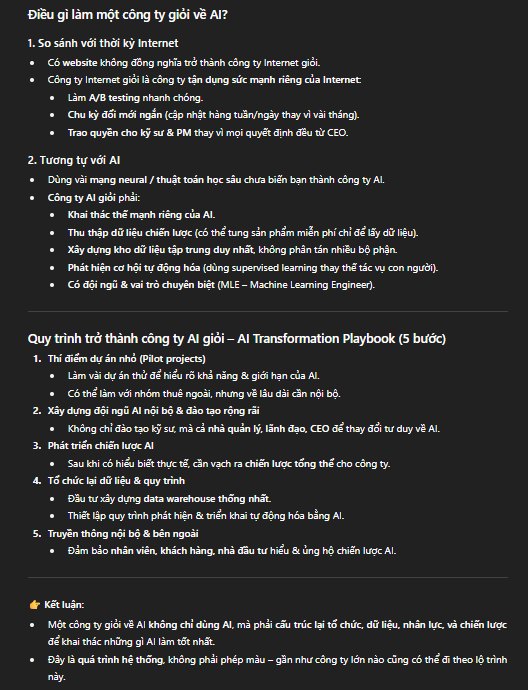 Điều gì làm một công ty giỏi về AI?
1. So sánh với thời kỳ Internet
Có website không đồng nghĩa trở thành công ty Internet giỏi.
Công ty Internet giỏi là công ty tận dụng sức mạnh riêng của Internet:
Làm A/B testing nhanh chóng.
Chu kỳ đổi mới ngắn (cập nhật hàng tuần/ngày thay vì vài tháng).
Trao quyền cho kỹ sư & PM thay vì mọi quyết định đều từ CEO.
2. Tương tự với AI
Dùng vài mạng neural / thuật toán học sâu chưa biến bạn thành công ty AI.
Công ty AI giỏi phải:
Khai thác thế mạnh riêng của AI.
Thu thập dữ liệu chiến lược (có thể tung sản phẩm miễn phí chỉ để lấy dữ liệu).
Xây dựng kho dữ liệu tập trung duy nhất, không phân tán nhiều bộ phận.
Phát hiện cơ hội tự động hóa (dùng supervised learning thay thế tác vụ con người).
Có đội ngũ & vai trò chuyên biệt (MLE – Machine Learning Engineer).
Quy trình trở thành công ty AI giỏi – AI Transformation Playbook (5 bước)
1. Thí điểm dự án nhỏ (Pilot projects)
Làm vài dự án thử để hiểu rõ khả năng & giới hạn của AI.
Có thể làm với nhóm thuê ngoài, nhưng về lâu dài cần nội bộ.
2. Xây dựng đội ngũ AI nội bộ & đào tạo rộng rãi
Không chỉ đào tạo kỹ sư, mà cả nhà quản lý, lãnh đạo, CEO để thay đổi tư duy về AI.
3. Phát triển chiến lược AI
Sau khi có hiểu biết thực tế, cần vạch ra chiến lược tổng thể cho công ty.
4. Tổ chức lại dữ liệu & quy trình
Đầu tư xây dựng data warehouse thống nhất.
Thiết lập quy trình phát hiện & triển khai tự động hóa bằng AI.
5. Truyền thông nội bộ & bên ngoài
Đảm bảo nhân viên, khách hàng, nhà đầu tư hiểu & ủng hộ chiến lược AI.
👉 Kết luận:
Một công ty giỏi về AI không chỉ dùng AI, mà phải cấu trúc lại tổ chức, dữ liệu, nhân lực, và chiến lược
để khai thác những gì AI làm tốt nhất.
Đây là quá trình hệ thống, không phải phép màu – gần như công ty lớn nào cũng có thể đi theo lộ trình
này.